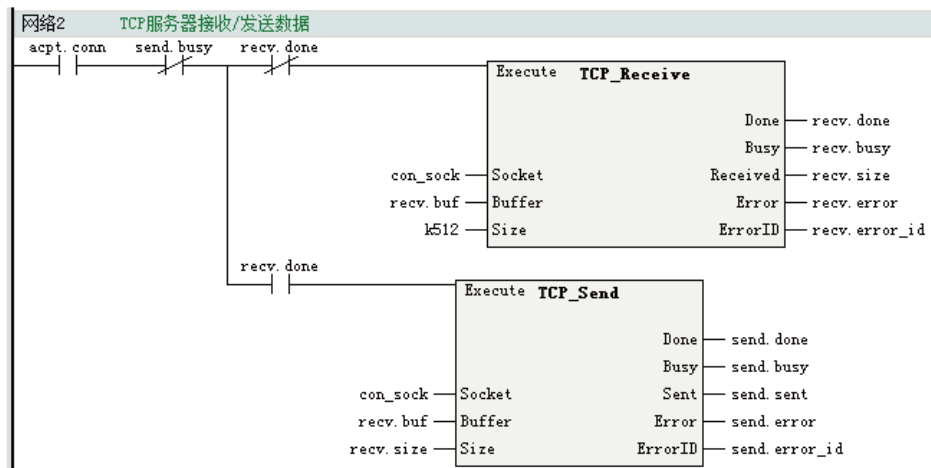 网络2 TCP服务器接收/发送数据
acpt.conn send.busy recv.done
Execute TCP_Receive
Done recv.done
Busy recv.busy
con_sock Socket Received recv.size
recv.buf Buffer Error recv.error
k512 Size ErrorID recv.error_id
recv.done
Execute TCP_Send
Done send.done
Busy send.busy
con_sock Socket Sent send.sent
recv.buf Buffer Error send.error
recv.size Size ErrorID send.error_id